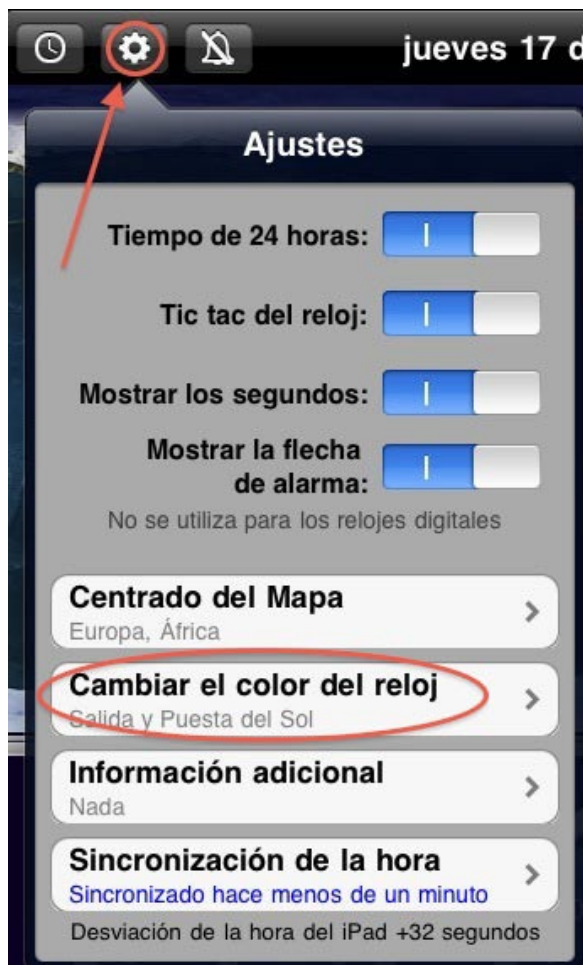 jueves 17 d
Ajustes
Tiempo de 24 horas:
Tic tac del reloj:
Mostrar los segundos:
Mostrar la flecha
de alarma:
No se utiliza para los relojes digitales
Centrado del Mapa
Europa, África
Cambiar el color del reloj
Salida y Puesta del Sol
Información adicional
Nada
Sincronización de la hora
Sincronizado hace menos de un minuto
Desviación de la hora del iPad +32 segundos